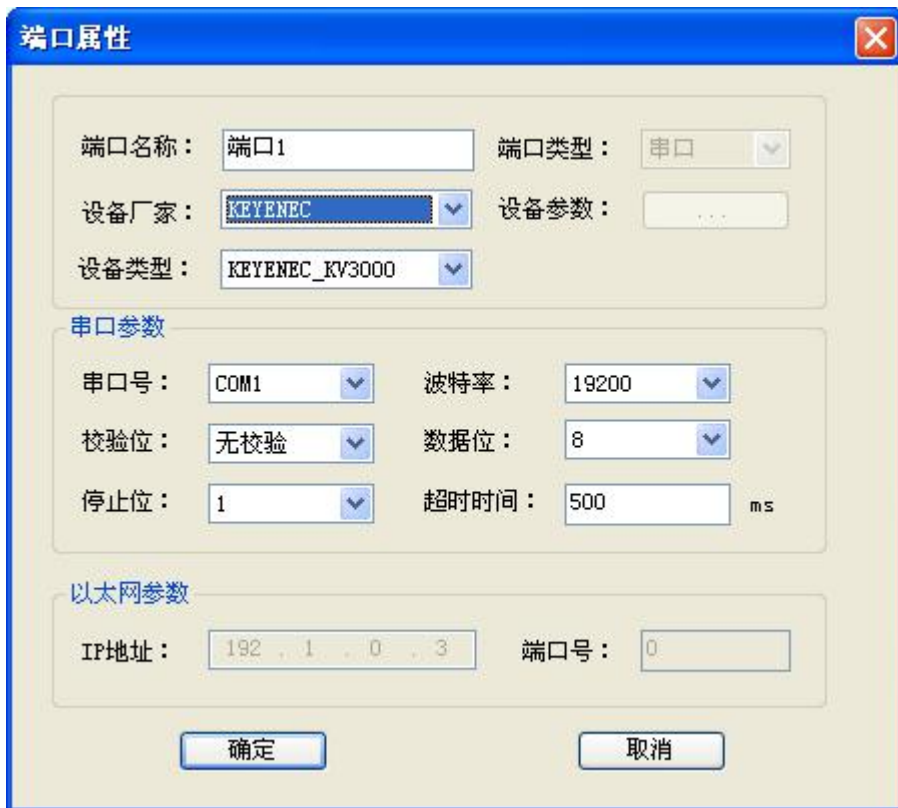 端口属性
端口名称： 端口1 端口类型： 串口
设备厂家： KEYENEC 设备参数： ...
设备类型： KEYENEC_KV3000
串口参数
串口号： COM1 波特率： 19200
校验位： 无校验 数据位： 8
停止位： 1 超时时间： 500 ms
以太网参数
IP地址： 192 . 1 . 0 . 3 端口号： 0
确定 取消